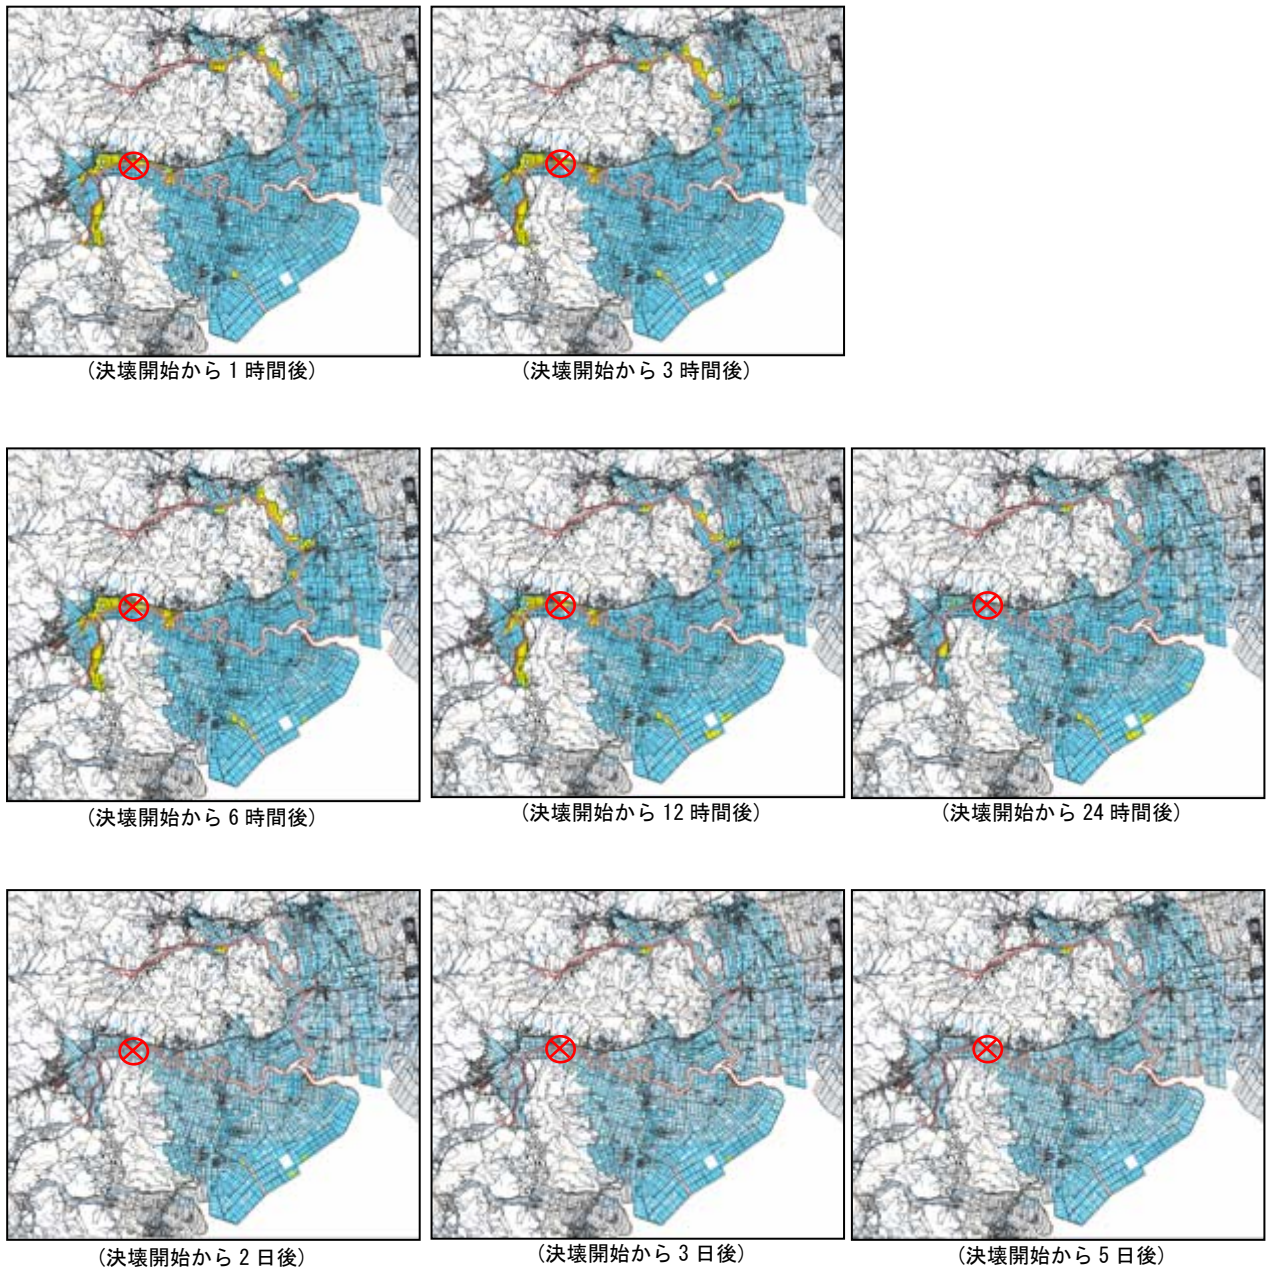 (決壊開始から 1 時間後)
(決壊開始から 3 時間後)
(決壊開始から 6 時間後)
(決壊開始から 12 時間後)
(決壊開始から 24 時間後)
(決壊開始から 2 日後)
(決壊開始から 3 日後)
(決壊開始から 5 日後)